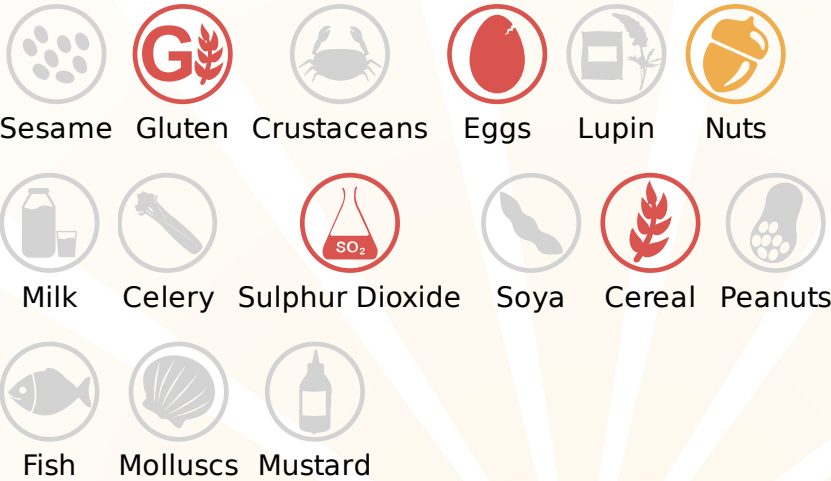 G
Sesame Gluten Crustaceans Eggs Lupin Nuts
SO₂
Milk Celery Sulphur Dioxide Soya Cereal Peanuts
Fish Molluscs Mustard